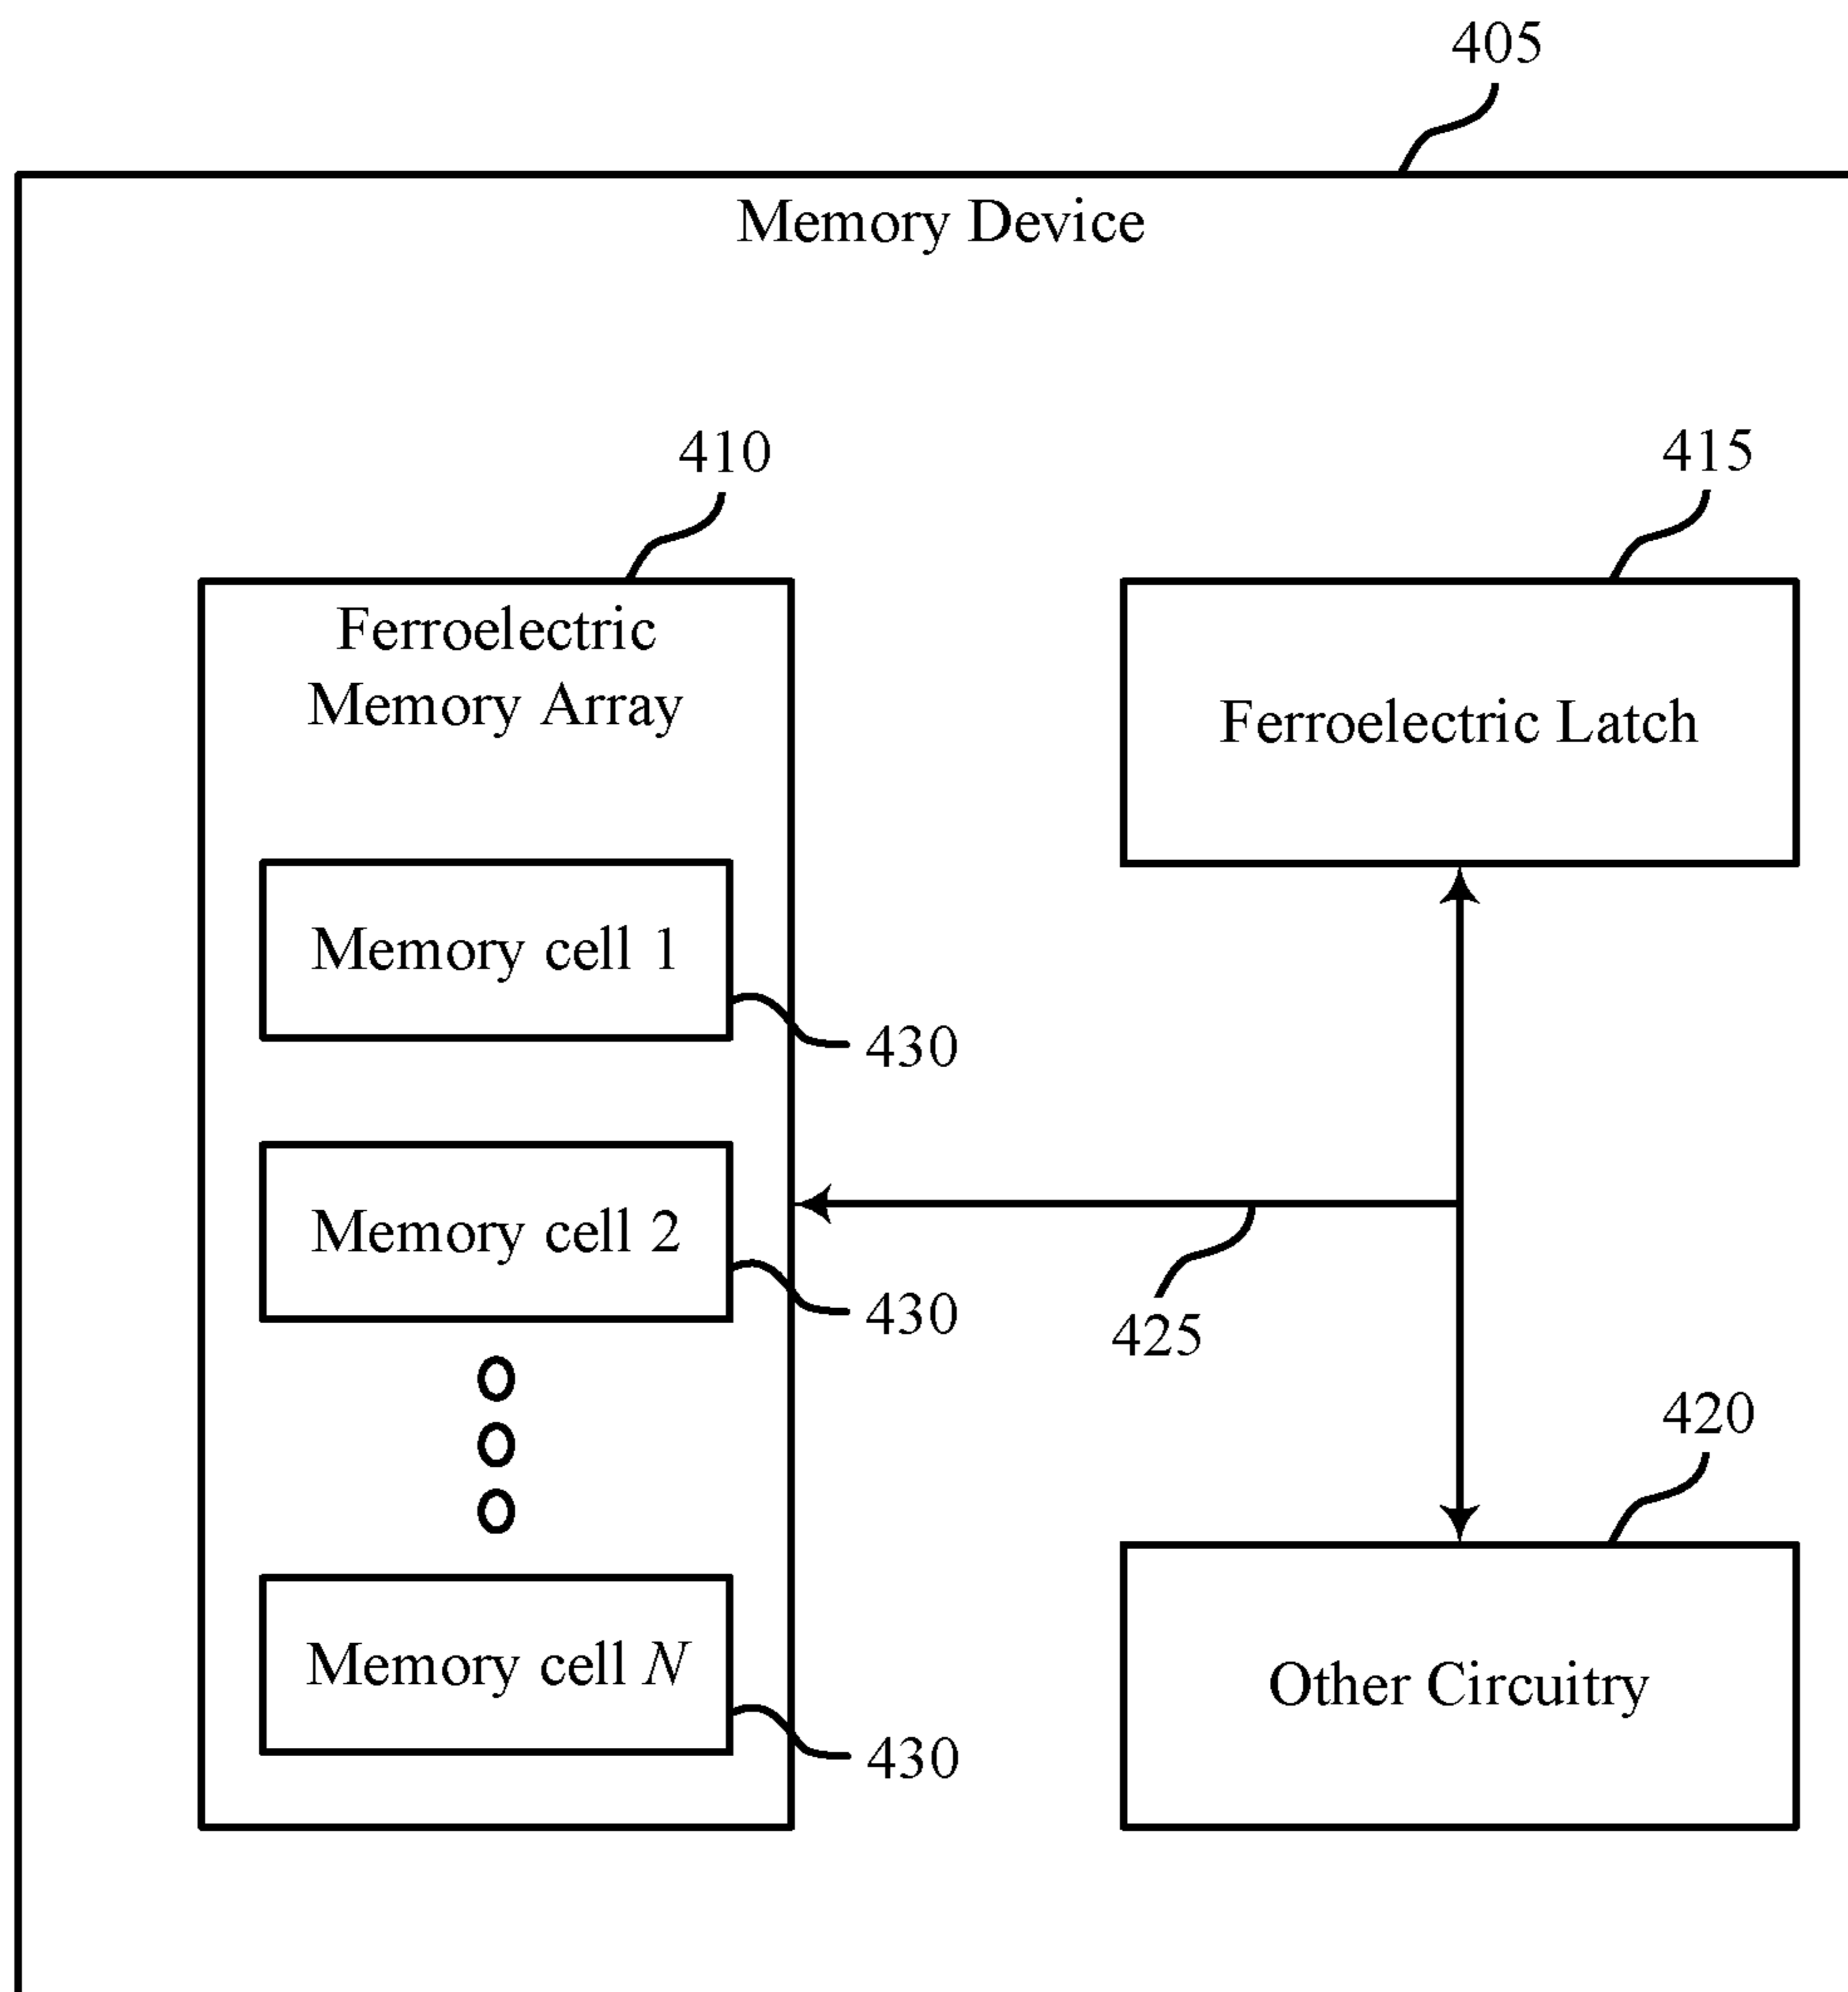 405
Memory Device
410
415
Ferroelectric
Memory Array
Ferroelectric Latch
Memory cell 1
430
Memory cell 2
430
425
420
Memory cell N
430
Other Circuitry